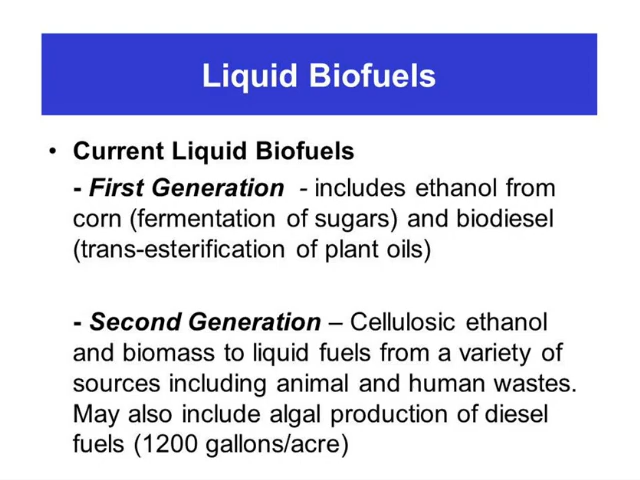 Liquid Biofuels
• Current Liquid Biofuels
- First Generation - includes ethanol from
corn (fermentation of sugars) and biodiesel
(trans-esterification of plant oils)
- Second Generation – Cellulosic ethanol
and biomass to liquid fuels from a variety of
sources including animal and human wastes.
May also include algal production of diesel
fuels (1200 gallons/acre)